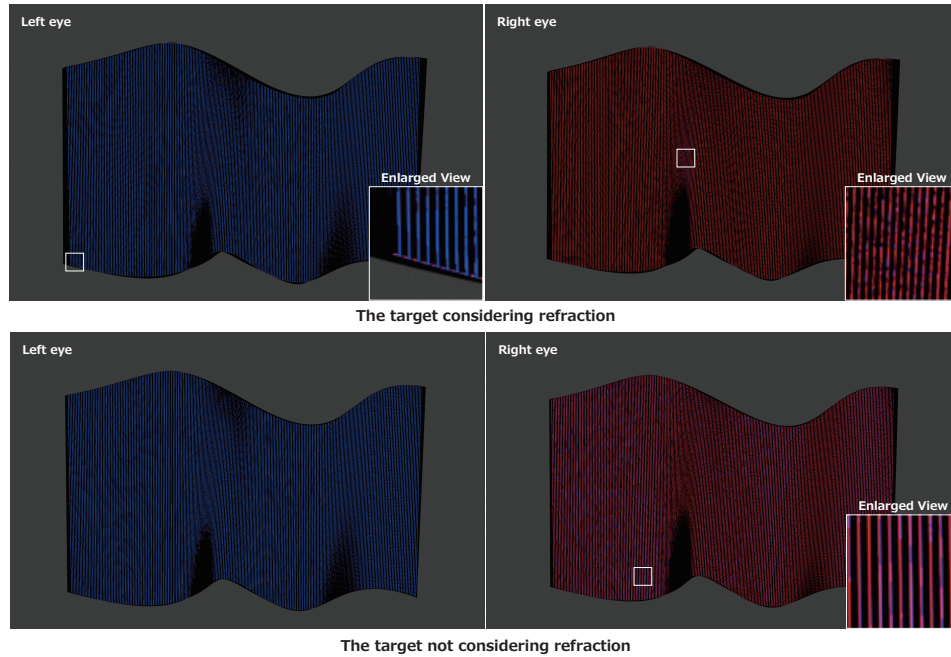 Left eye
Right eye
Enlarged View
Enlarged View
The target considering refraction
Left eye
Right eye
Enlarged View
The target not considering refraction